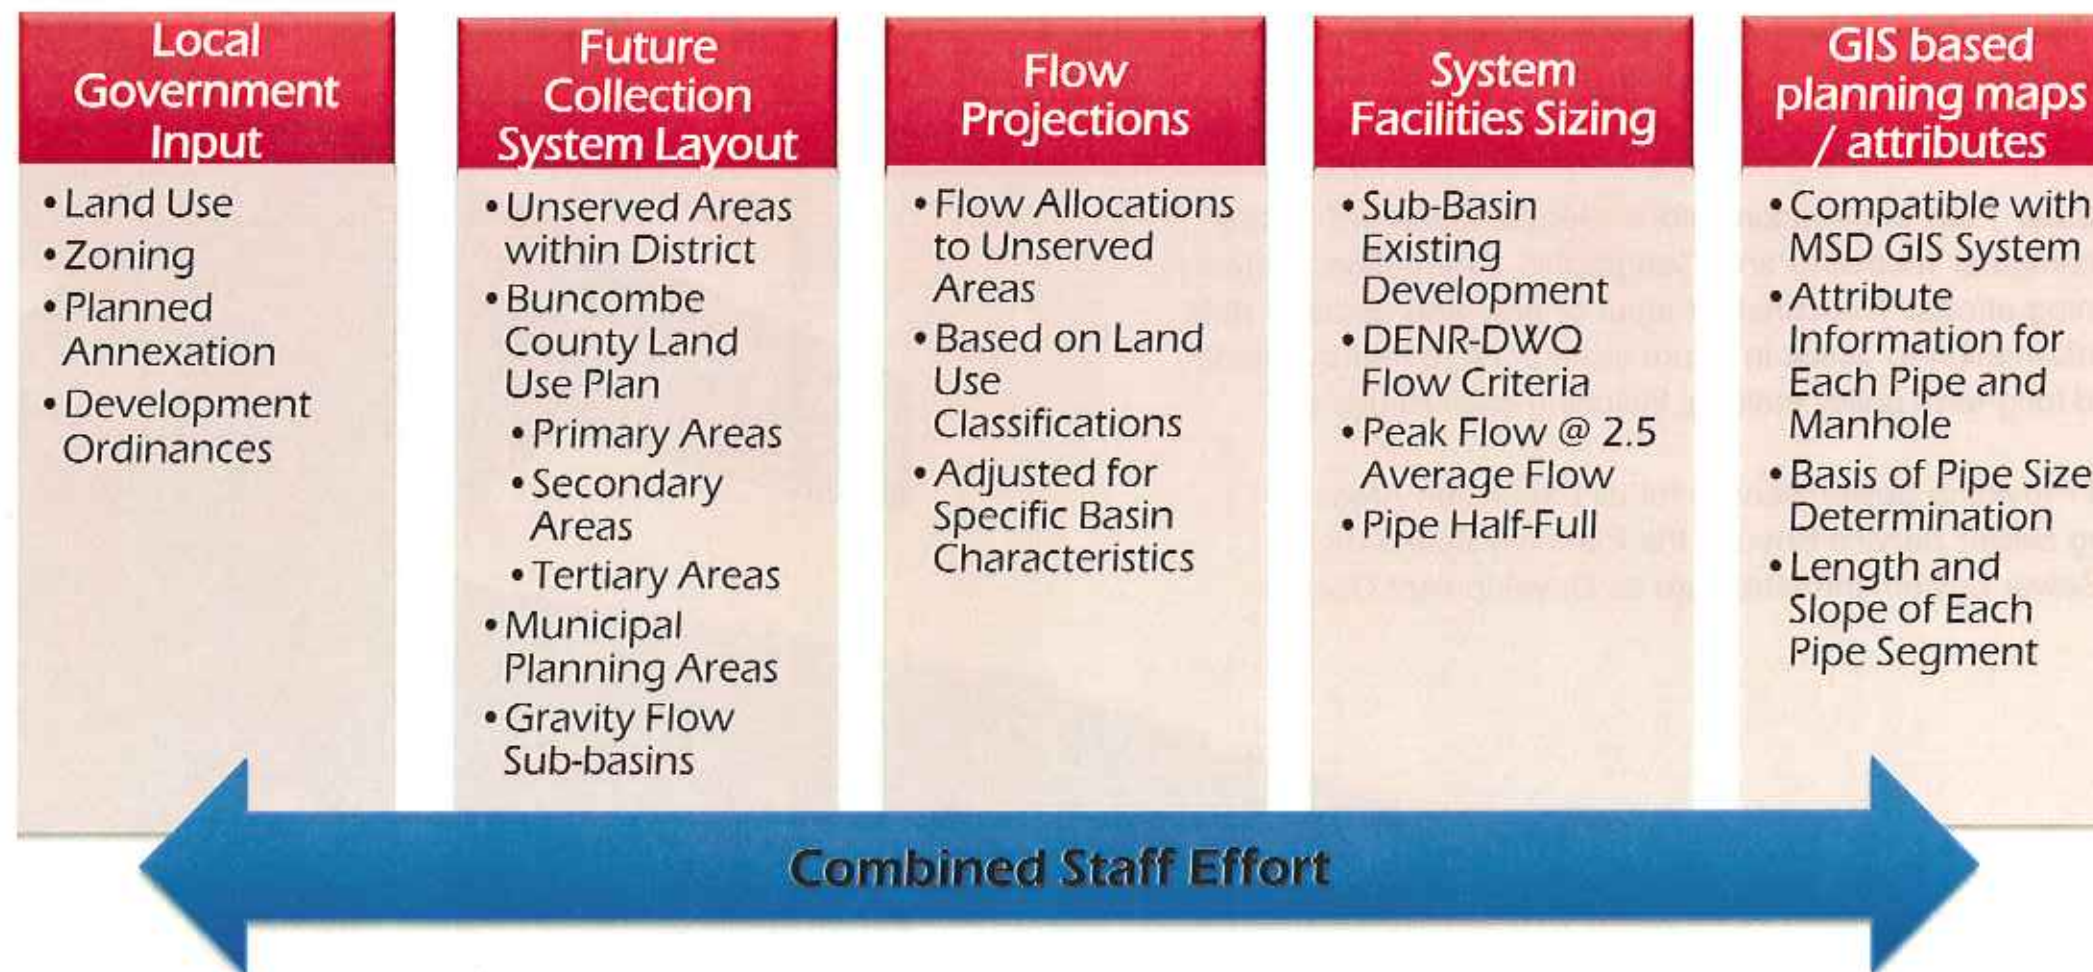 Local
Government
Input
• Land Use
• Zoning
• Planned
Annexation
• Development
Ordinances
Future
Collection
System Layout
• Unserved Areas
within District
• Buncombe
County Land
Use Plan
• Primary Areas
• Secondary
Areas
• Tertiary Areas
• Municipal
Planning Areas
• Gravity Flow
Sub-basins
Flow
Projections
• Flow Allocations
to Unserved
Areas
• Based on Land
Use
Classifications
• Adjusted for
Specific Basin
Characteristics
System
Facilities Sizing
• Sub-Basin
Existing
Development
• DENR-DWQ
Flow Criteria
• Peak Flow @ 2.5
Average Flow
• Pipe Half-Full
GIS based
planning maps
/ attributes
• Compatible with
MSD GIS System
• Attribute
Information for
Each Pipe and
Manhole
• Basis of Pipe Size
Determination
• Length and
Slope of Each
Pipe Segment
Combined Staff Effort